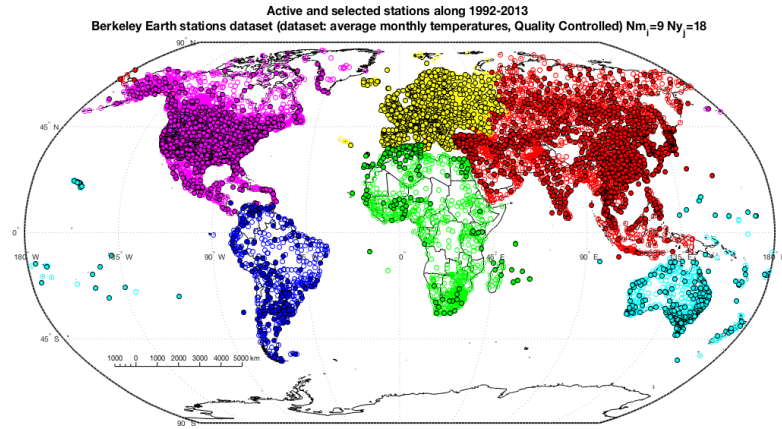 Active and selected stations along 1992-2013
Berkeley Earth stations dataset (dataset: average monthly temperatures, Quality Controlled) Nm_i=9 Ny_j=18
90° N
45° N
0°
180° W
135° W
90° W
45° W
0°
45° E
90° E
135° E
180° E
45° S
1000 0 1000 2000 3000 4000 5000 km
90° S